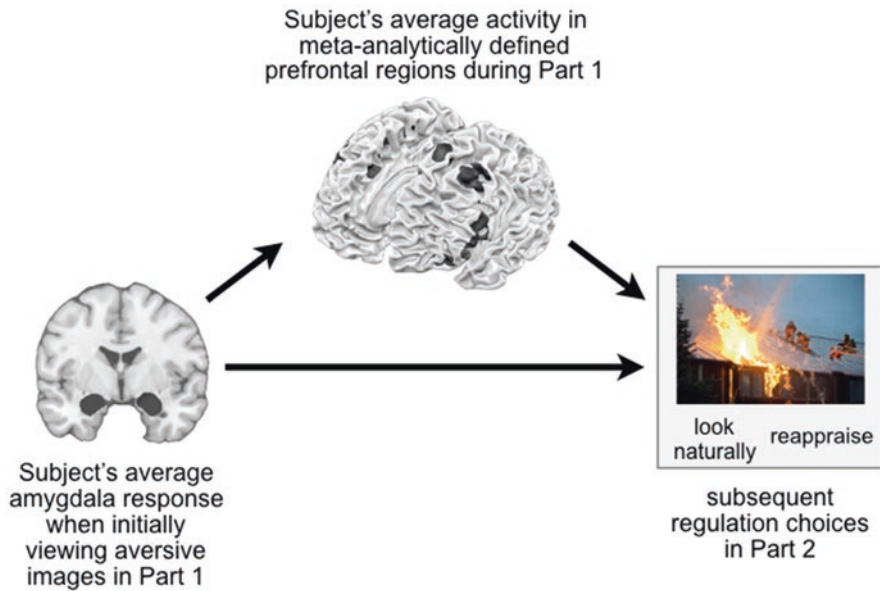 Subject's average activity in
meta-analytically defined
prefrontal regions during Part 1
look
naturally
reappraise
Subject's average
amygdala response
when initially
viewing aversive
images in Part 1
subsequent
regulation choices
in Part 2